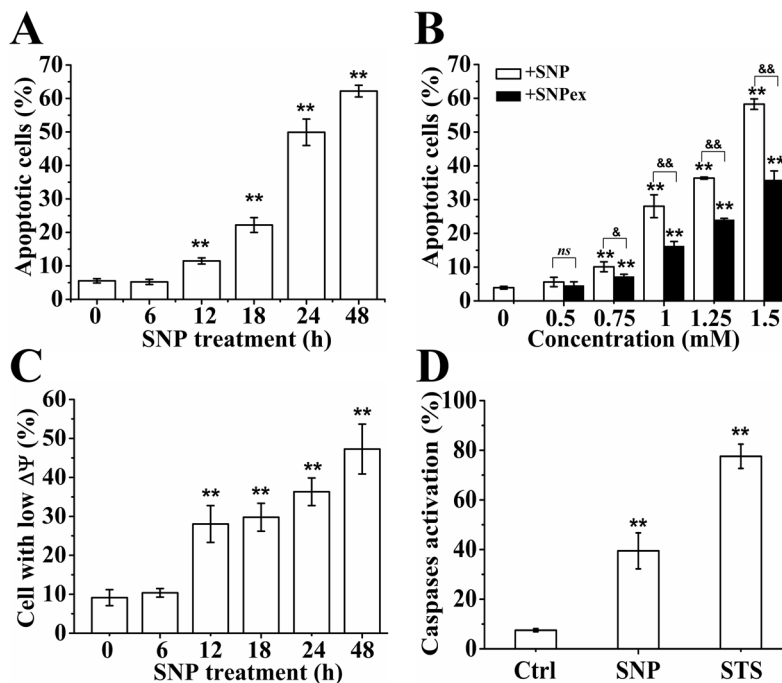 A
Apoptotic cells (%)
70
60
50
40
30
20
10
0
**
**
**
**
0 6 12 18 24 48
SNP treatment (h)
B
Apoptotic cells (%)
70
60
50
40
30
20
10
0
+SNP
+SNPex
ns
&
**
**
&&
**
**
&&
**
**
&&
**
**
0 0.5 0.75 1 1.25 1.5
Concentration (mM)
C
Cell with low ΔΨ (%)
60
50
40
30
20
10
0
**
**
**
**
0 6 12 18 24 48
SNP treatment (h)
D
Caspases activation (%)
100
80
60
40
20
0
**
**
Ctrl SNP STS